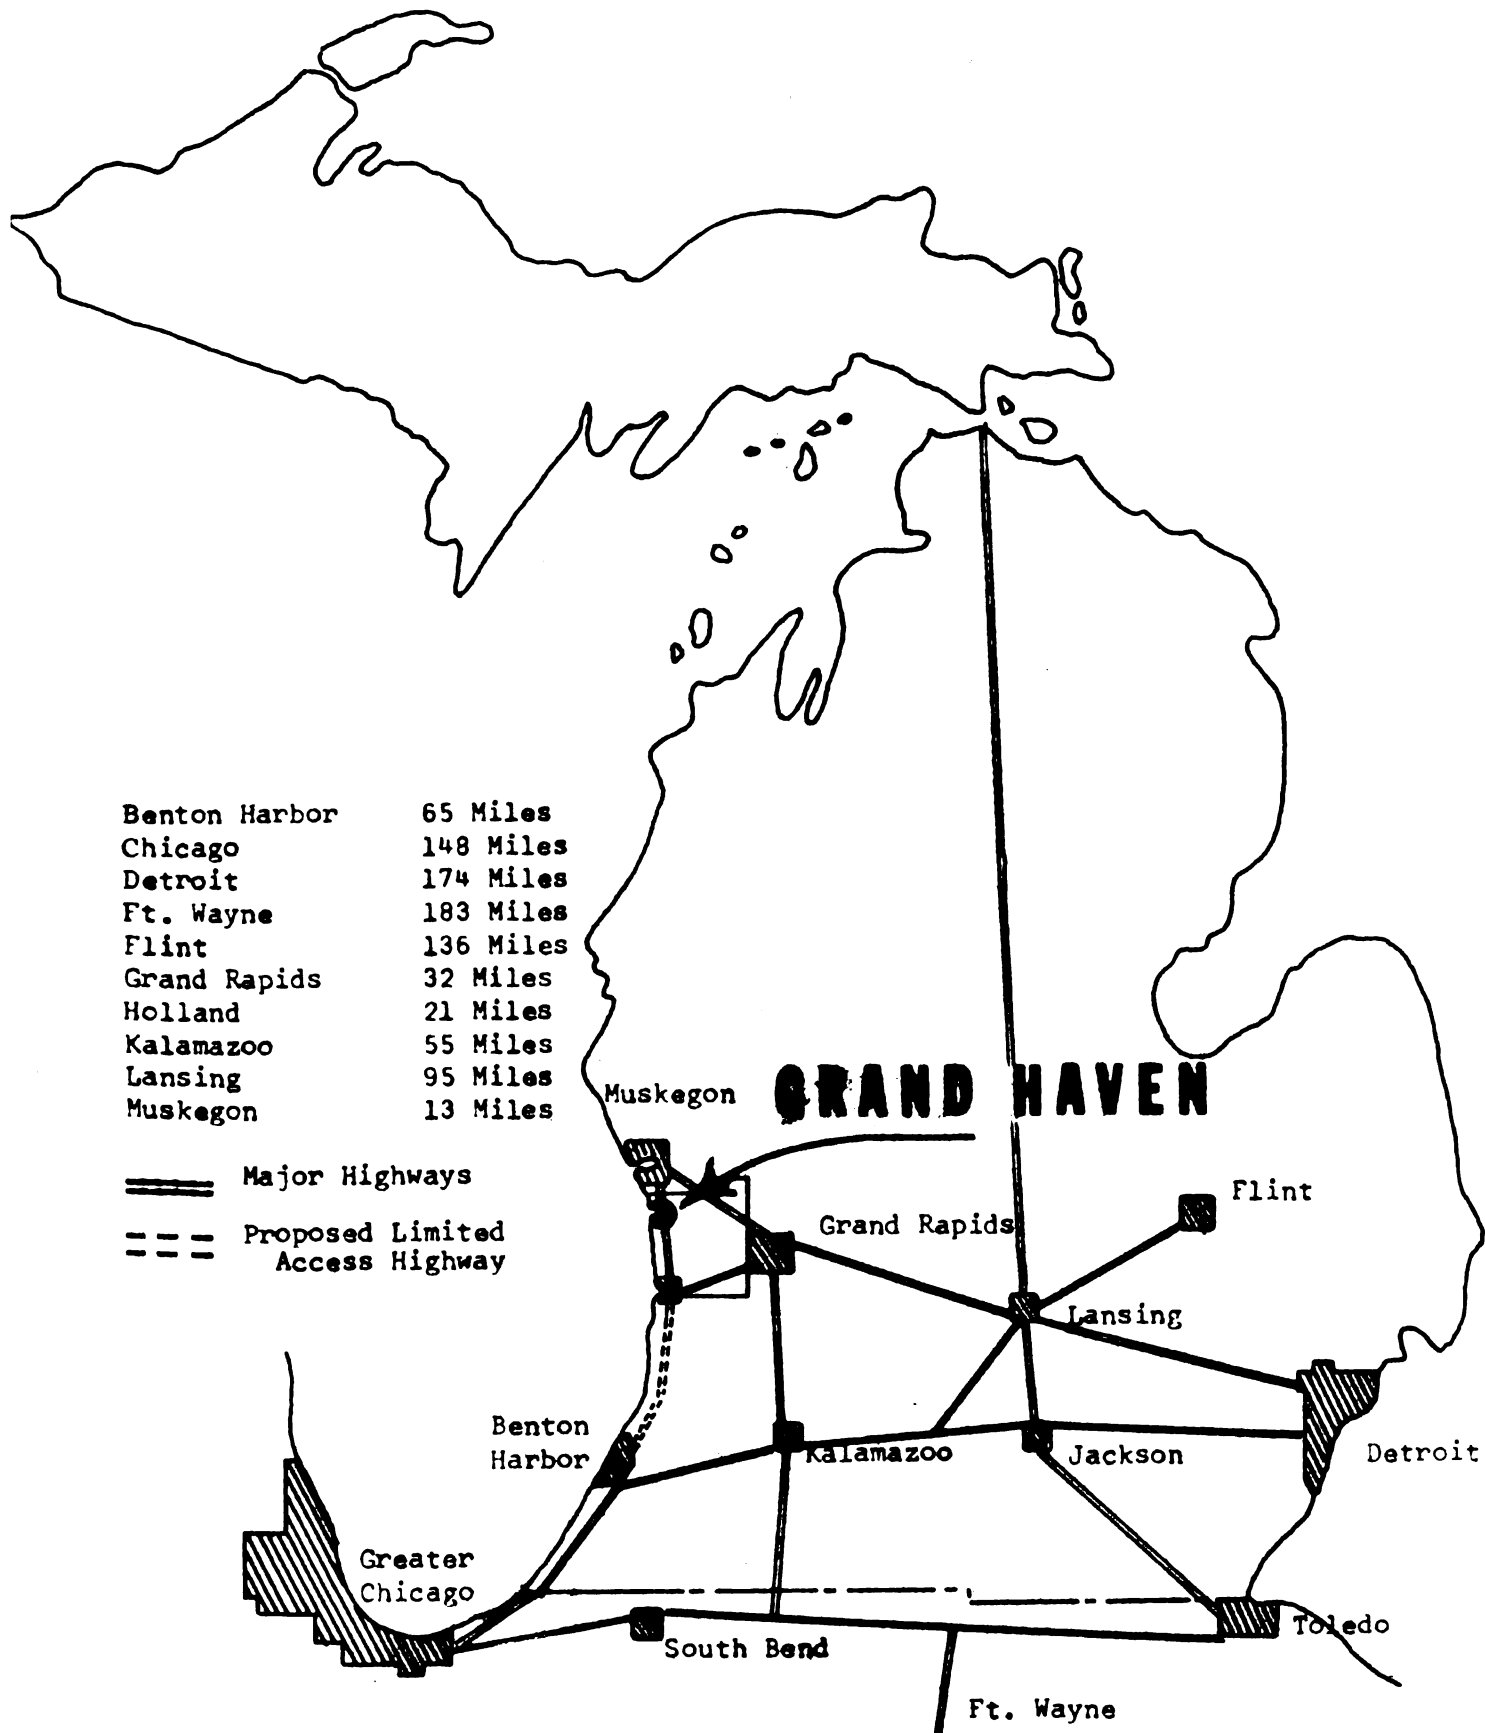 Benton Harbor 65 Miles
Chicago 148 Miles
Detroit 174 Miles
Ft. Wayne 183 Miles
Flint 136 Miles
Grand Rapids 32 Miles
Holland 21 Miles
Kalamazoo 55 Miles
Lansing 95 Miles
Muskegon 13 Miles
Major Highways
Proposed Limited
Access Highway
Muskegon
GRAND HAVEN
Flint
Grand Rapids
Lansing
Benton
Harbor
Kalamazoo
Jackson
Detroit
Greater
Chicago
South Bend
Toledo
Ft. Wayne